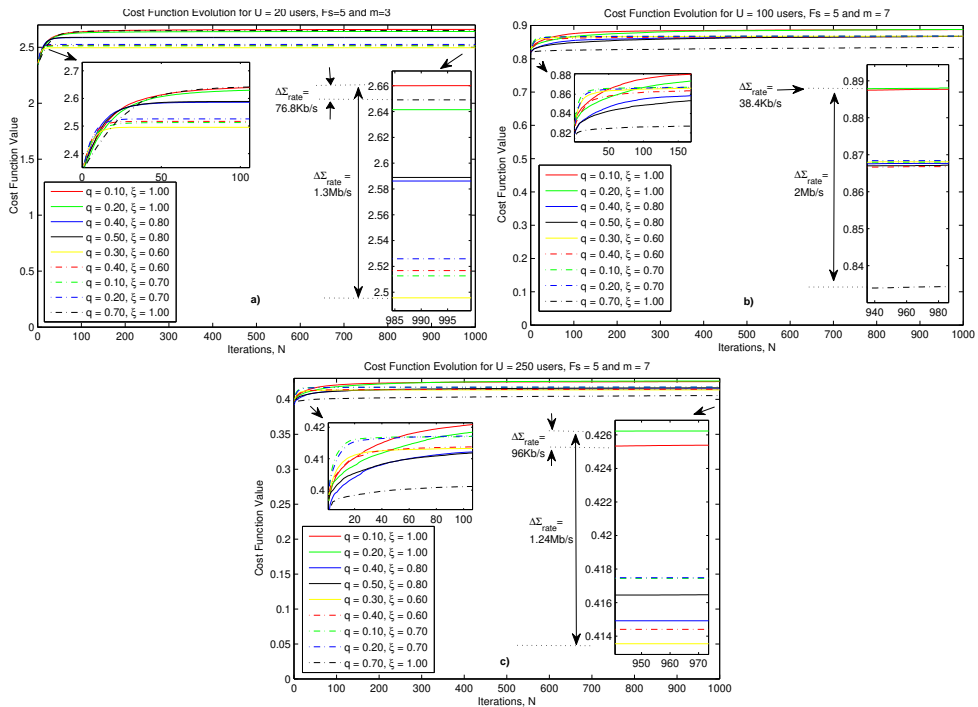 Cost Function Evolution for U = 20 users, Fs=5 and m=3
Cost Function Value
2.5
2
1.5
1
0.5
0
0 100 200 300 400 500 600 700 800 900 1000
Iterations, N
2.7
2.6
2.5
2.4
0 50 100
ΔΣrate=
76.8Kb/s
ΔΣrate=
1.3Mb/s
2.66
2.64
2.62
2.6
2.58
2.56
2.54
2.52
2.5
985 990 995
q = 0.10, ξ = 1.00
q = 0.20, ξ = 1.00
q = 0.40, ξ = 0.80
q = 0.50, ξ = 0.80
q = 0.30, ξ = 0.60
q = 0.40, ξ = 0.60
q = 0.10, ξ = 0.70
q = 0.20, ξ = 0.70
q = 0.70, ξ = 1.00
a)
Cost Function Evolution for U = 100 users, Fs = 5 and m = 7
Cost Function Value
0.9
0.8
0.7
0.6
0.5
0.4
0.3
0.2
0.1
0
0 100 200 300 400 500 600 700 800 900 1000
Iterations, N
0.88
0.86
0.84
0.82
50 100 150
ΔΣrate=
38.4Kb/s
ΔΣrate=
2Mb/s
0.89
0.88
0.87
0.86
0.85
0.84
940 960 980
q = 0.10, ξ = 1.00
q = 0.20, ξ = 1.00
q = 0.40, ξ = 0.80
q = 0.50, ξ = 0.80
q = 0.30, ξ = 0.60
q = 0.40, ξ = 0.60
q = 0.10, ξ = 0.70
q = 0.20, ξ = 0.70
q = 0.70, ξ = 1.00
b)
Cost Function Evolution for U = 250 users, Fs = 5 and m = 7
Cost Function Value
0.4
0.35
0.3
0.25
0.2
0.15
0.1
0.05
0
0 100 200 300 400 500 600 700 800 900 1000
Iterations, N
0.42
0.41
0.4
20 40 60 80 100
ΔΣrate=
96Kb/s
ΔΣrate=
1.24Mb/s
0.426
0.424
0.422
0.42
0.418
0.416
0.414
950 960 970
q = 0.10, ξ = 1.00
q = 0.20, ξ = 1.00
q = 0.40, ξ = 0.80
q = 0.50, ξ = 0.80
q = 0.30, ξ = 0.60
q = 0.40, ξ = 0.60
q = 0.10, ξ = 0.70
q = 0.20, ξ = 0.70
q = 0.70, ξ = 1.00
c)